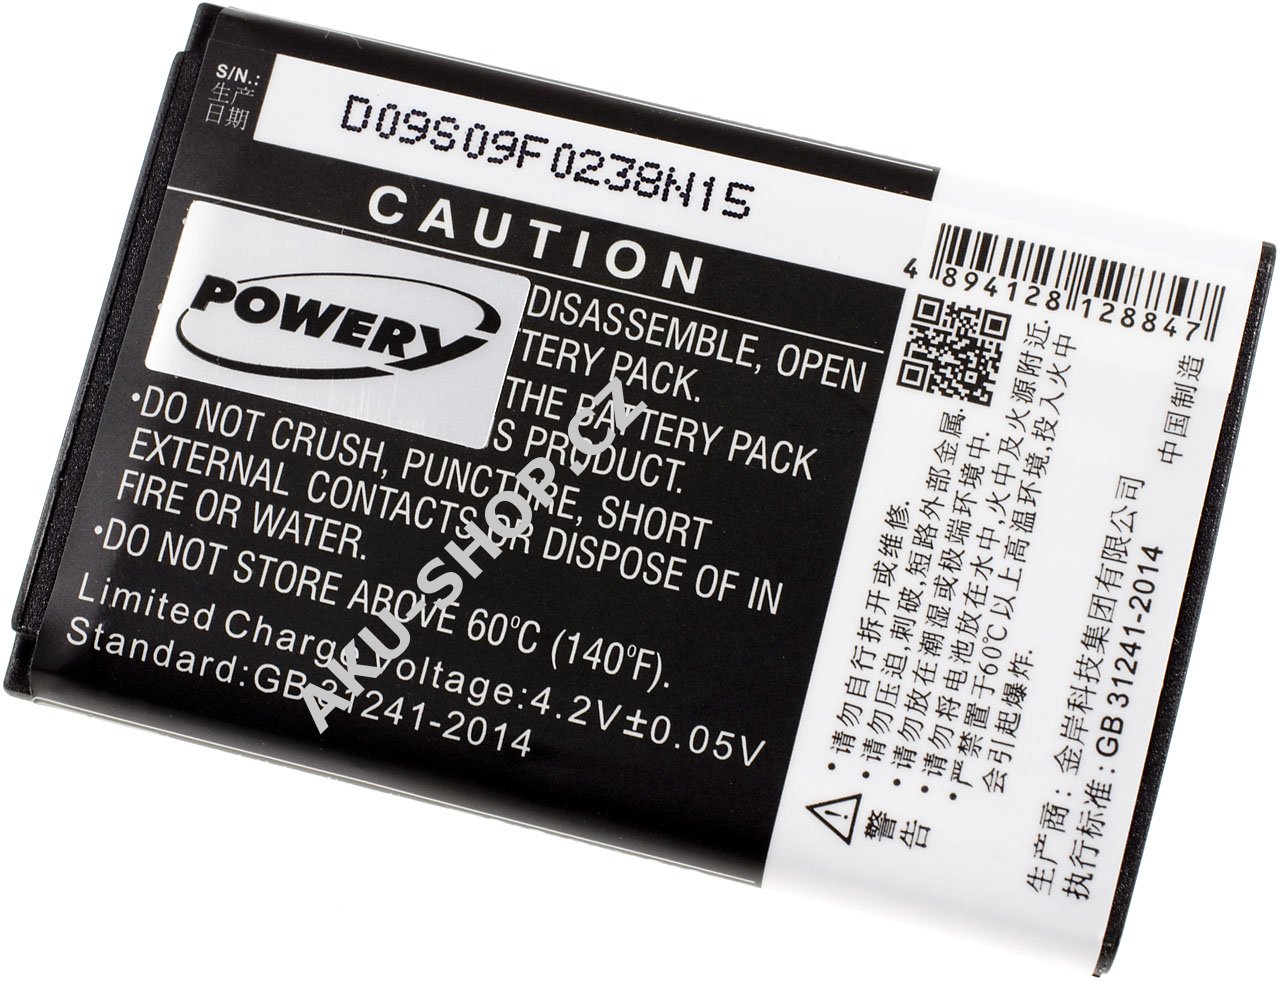 S/N.:
生产
日期
D09S09F0238N15
CAUTION
POWERY
DISASSEMBLE, OPEN
TERY PACK.
THE BATTERY PACK
S PRODUCT.
•DO NOT CRUSH, PUNCTURE, SHORT
EXTERNAL CONTACTS OR DISPOSE OF IN
FIRE OR WATER.
•DO NOT STORE ABOVE 60°C (140°F).
Limited Charge Voltage:4.2V±0.05V
Standard:GB 31241-2014
AKU-SHOP.CZ
4 894128 128847
警告
•请勿自行拆开或维修.
•请勿压迫,刺破,短路外部金属.
•请勿放在潮湿或极端环境中.
•请勿将电池放在水中,火中及火源附近.
•严禁置于60℃以上高温环境,投入火中
会引起爆炸.
生产商: 金岸科技集团有限公司
执行标准: GB 31241-2014
中国制造